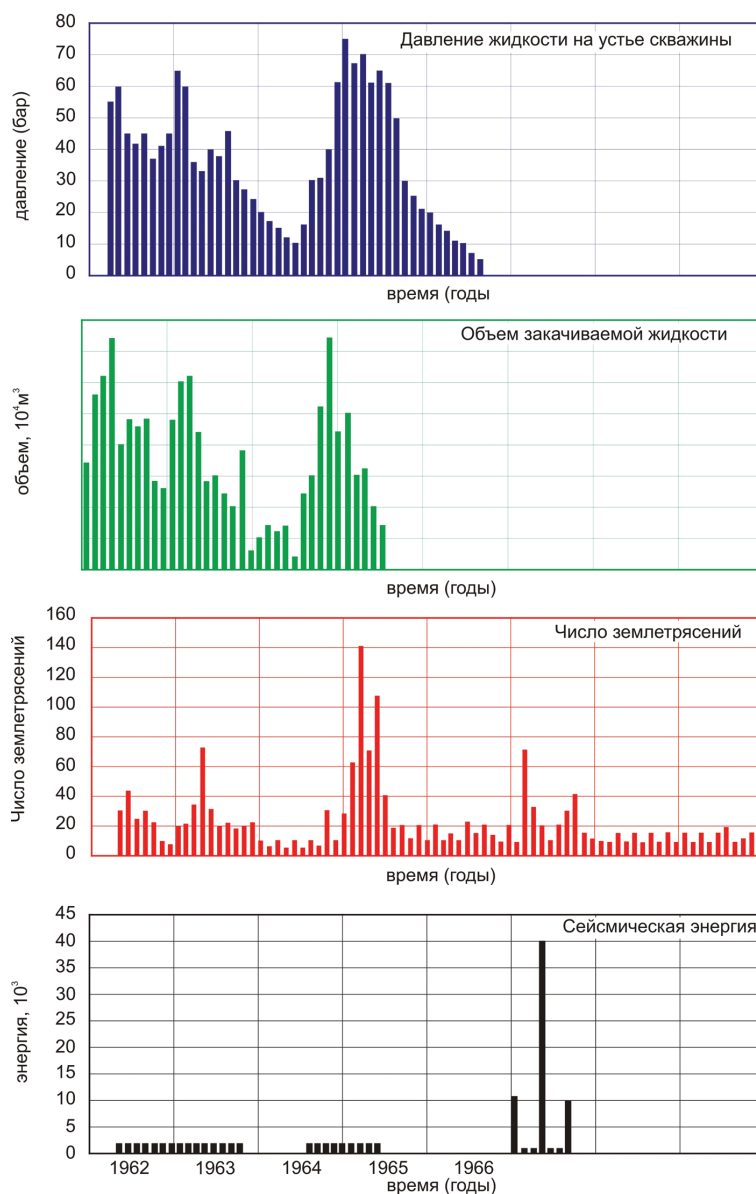 Давление жидкости на устье скважины
80
70
60
50
40
30
20
10
0
давление (бар)
время (годы
Объем закачиваемой жидкости
объем, 10⁴м³
время (годы)
Число землетрясений
160
140
120
100
80
60
40
20
0
Число землетрясений
время (годы)
Сейсмическая энергия
45
40
35
30
25
20
15
10
5
0
энергия, 10³
1962 1963 1964 1965 1966
время (годы)